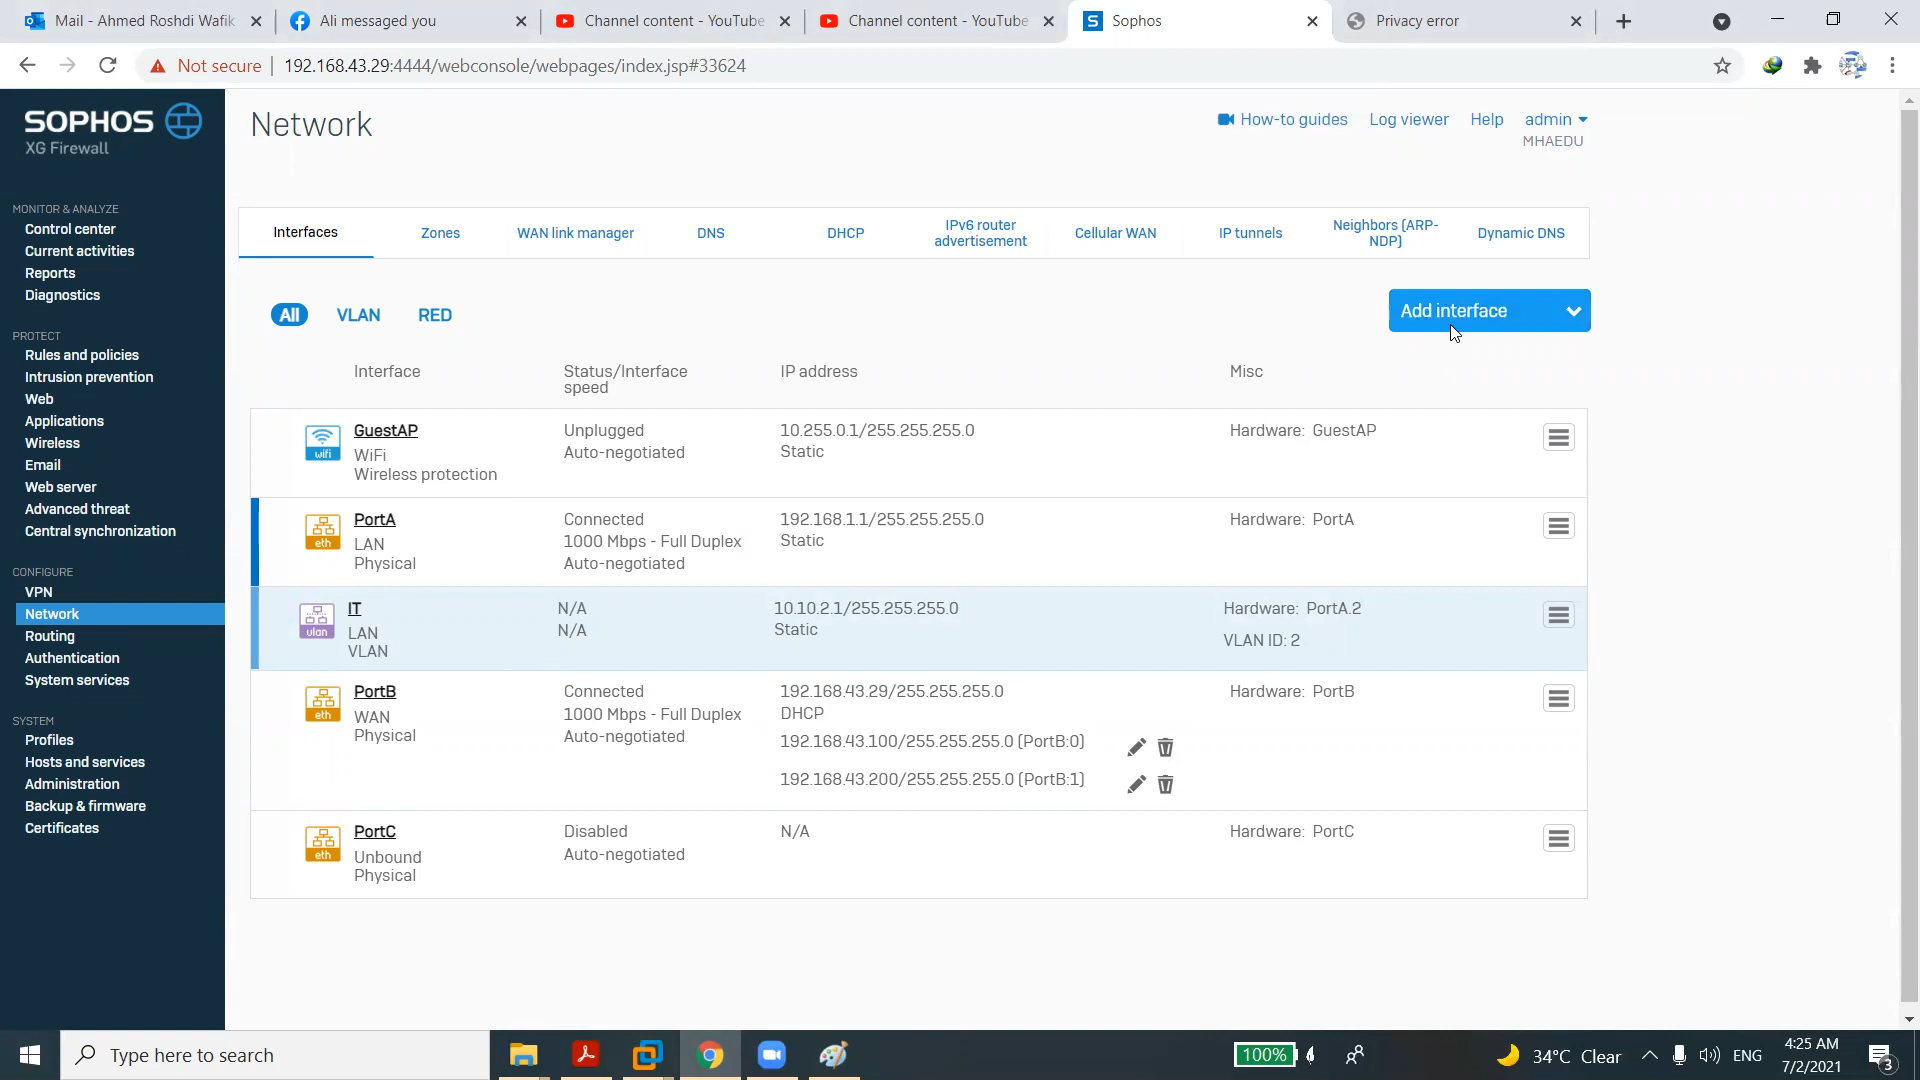 Mail - Ahmed Roshdi Wafik
Ali messaged you
Channel content - YouTube
Channel content - YouTube
Sophos
Privacy error
Not secure
192.168.43.29:4444/webconsole/webpages/index.jsp#33624
SOPHOS
XG Firewall
MONITOR & ANALYZE
Control center
Current activities
Reports
Diagnostics
PROTECT
Rules and policies
Intrusion prevention
Web
Applications
Wireless
Email
Web server
Advanced threat
Central synchronization
CONFIGURE
VPN
Network
Routing
Authentication
System services
SYSTEM
Profiles
Hosts and services
Administration
Backup & firmware
Certificates
Network
How-to guides
Log viewer
Help
admin
MHAEDU
Interfaces
Zones
WAN link manager
DNS
DHCP
IPv6 router
advertisement
Cellular WAN
IP tunnels
Neighbors (ARP-
NDP)
Dynamic DNS
All
VLAN
RED
Add interface
Interface
Status/Interface
speed
IP address
Misc
wifi
GuestAP
WiFi
Wireless protection
Unplugged
Auto-negotiated
10.255.0.1/255.255.255.0
Static
Hardware: GuestAP
eth
PortA
LAN
Physical
Connected
1000 Mbps - Full Duplex
Auto-negotiated
192.168.1.1/255.255.255.0
Static
Hardware: PortA
vlan
IT
LAN
VLAN
N/A
N/A
10.10.2.1/255.255.255.0
Static
Hardware: PortA.2
VLAN ID: 2
eth
PortB
WAN
Physical
Connected
1000 Mbps - Full Duplex
Auto-negotiated
192.168.43.29/255.255.255.0
DHCP
192.168.43.100/255.255.255.0 (PortB:0)
192.168.43.200/255.255.255.0 (PortB:1)
Hardware: PortB
eth
PortC
Unbound
Physical
Disabled
Auto-negotiated
N/A
Hardware: PortC
Type here to search
100%
34°C Clear
ENG
4:25 AM
7/2/2021
3